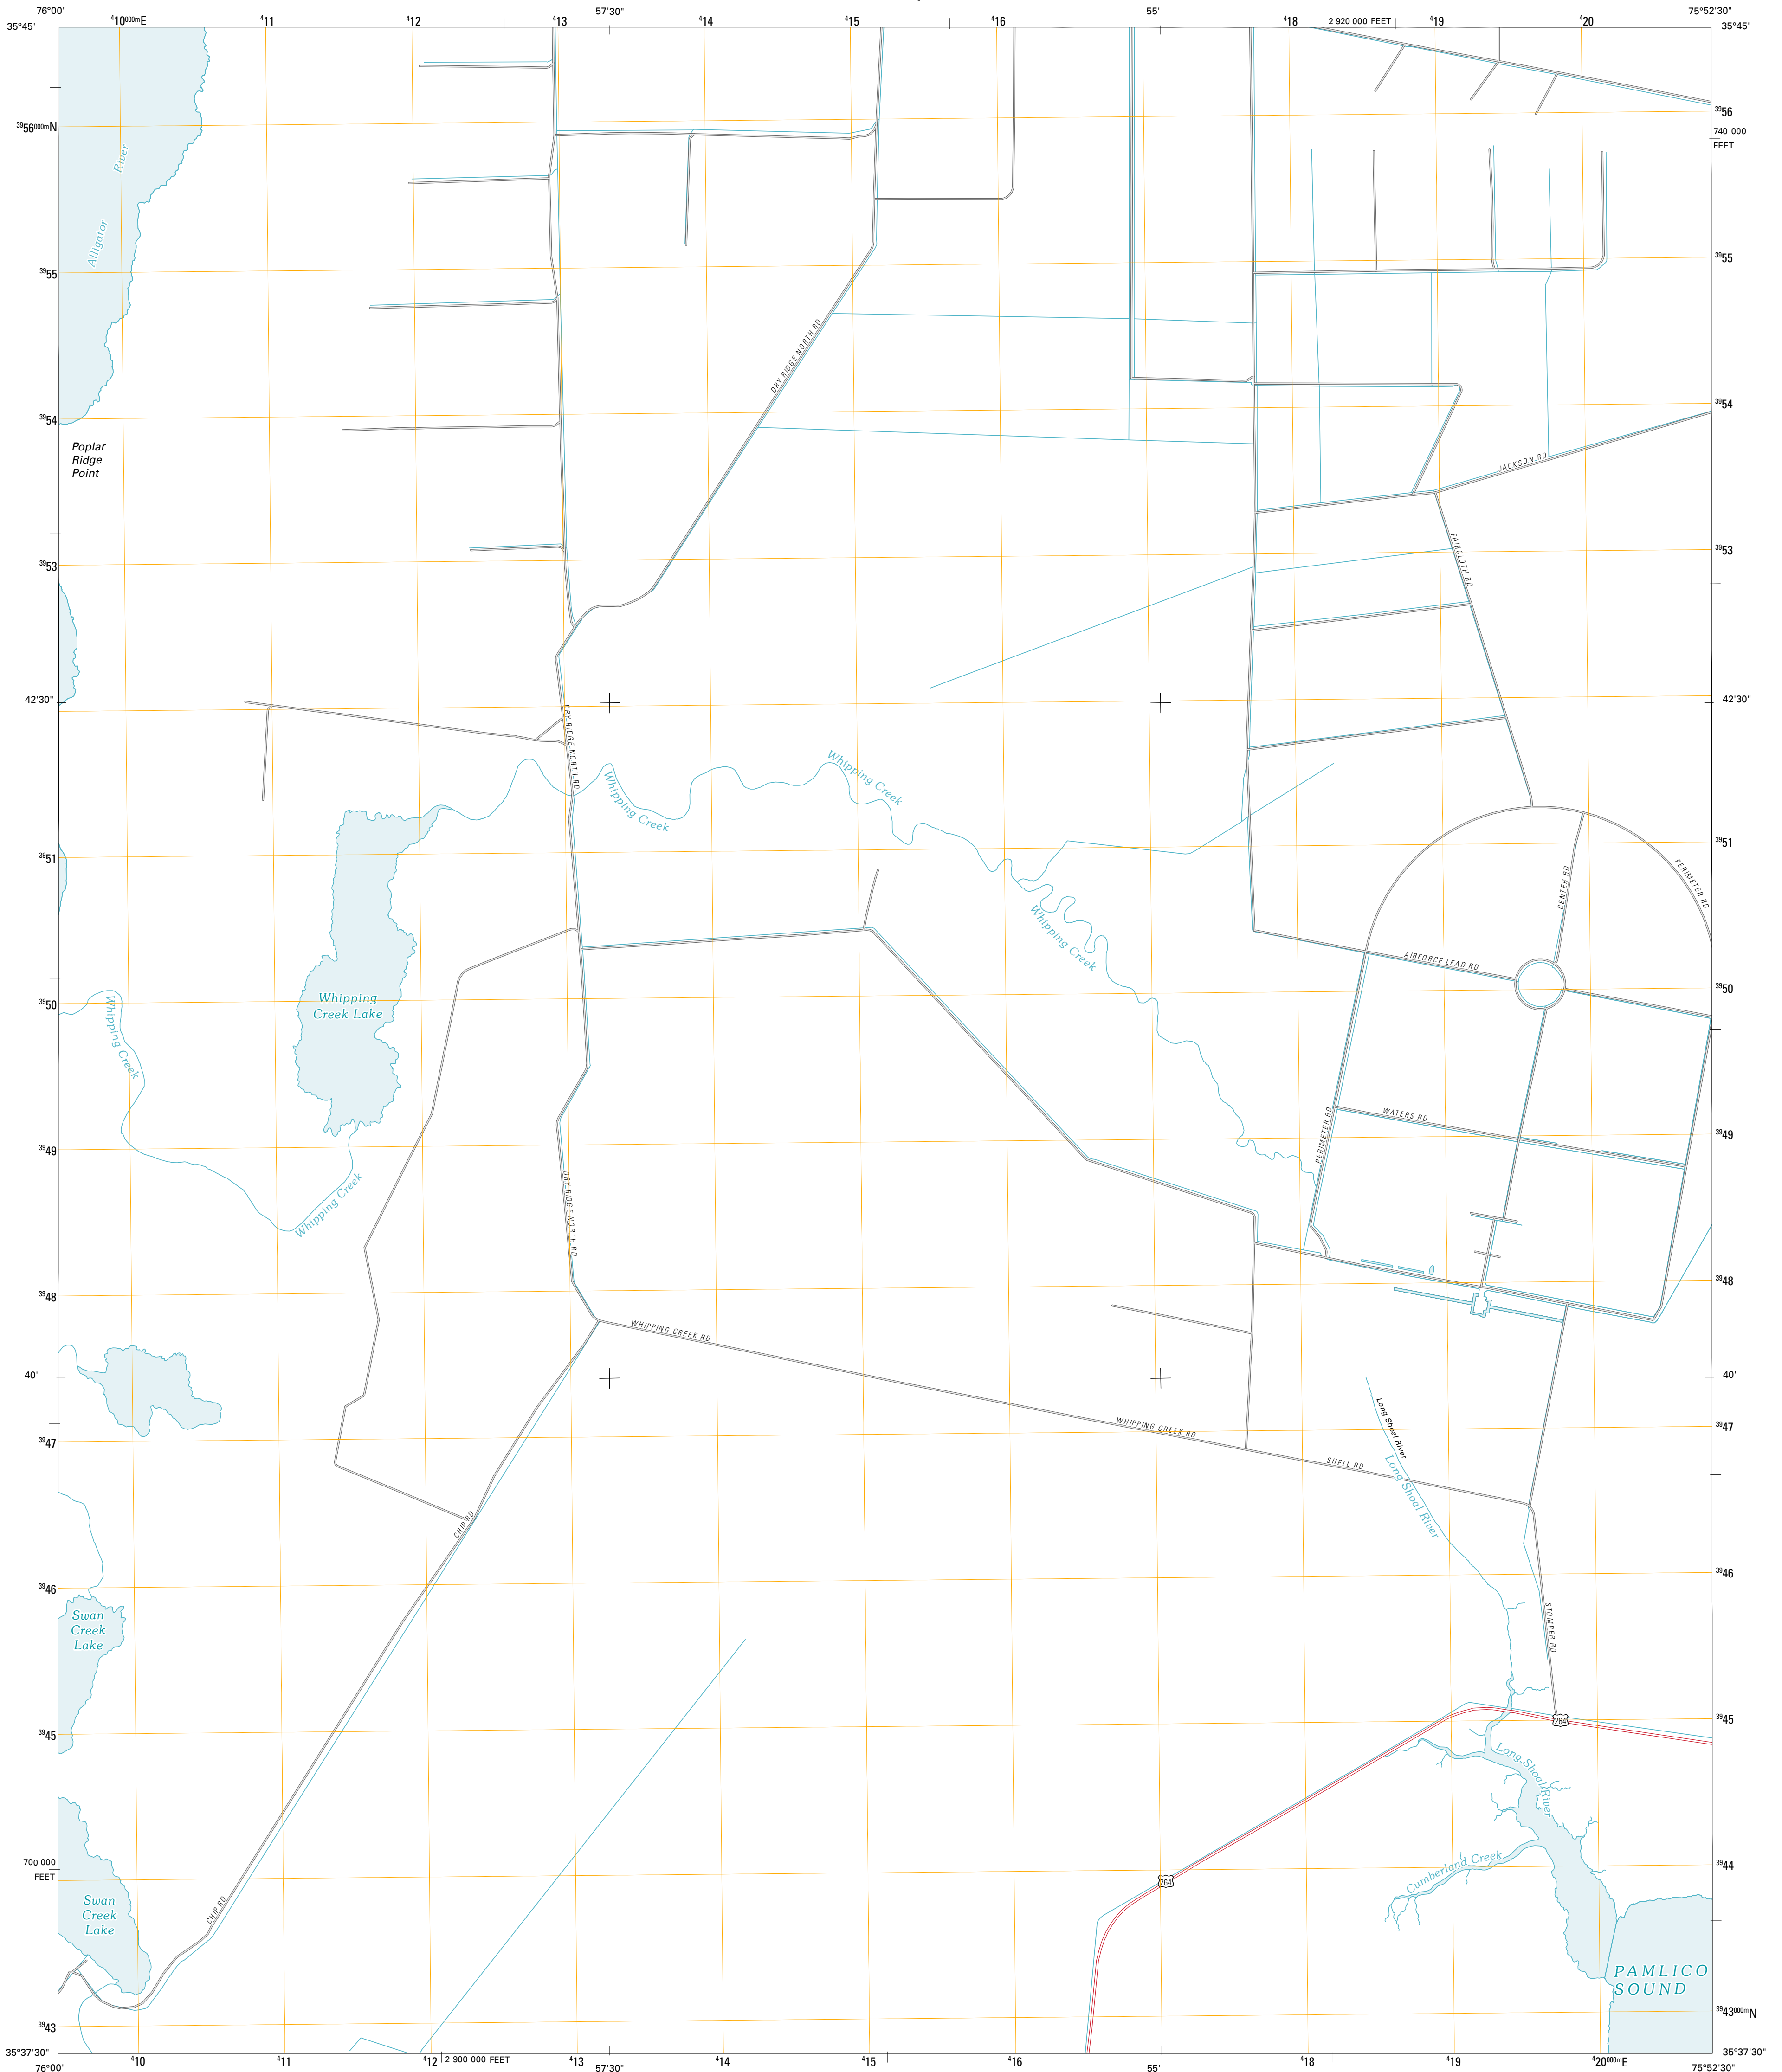 76°00'
⁴10⁰⁰⁰ᵐE
⁴11
⁴12
⁴13
57'30"
⁴14
⁴15
⁴16
55'
⁴18
2 920 000 FEET
⁴19
⁴20
75°52'30"
35°45'
35°45'
³⁹56⁰⁰⁰ᵐN
³⁹56
740 000
FEET
River
Alligator
³⁹55
³⁹55
DRY RIDGE NORTH RD
³⁹54
³⁹54
Poplar
Ridge
Point
JACKSON RD
FAIRCLOTH RD
³⁹53
³⁹53
42'30"
42'30"
DRY RIDGE NORTH RD
Whipping Creek
Whipping Creek
³⁹51
³⁹51
CENTER RD
PERIMETER RD
Whipping Creek
AIRFORCE LEAD RD
³⁹50
³⁹50
Whipping
Creek Lake
Whipping Creek
WATERS RD
PERIMETER RD
³⁹49
³⁹49
Whipping Creek
DRY RIDGE NORTH RD
³⁹48
³⁹48
WHIPPING CREEK RD
40'
40'
Long Shoal River
WHIPPING CREEK RD
³⁹47
³⁹47
SHELL RD
Long Shoal River
CHIP RD
³⁹46
³⁹46
Swan
Creek
Lake
STOMPER RD
³⁹45
³⁹45
264
Long Shoal River
Cumberland Creek
700 000
FEET
³⁹44
264
Swan
Creek
Lake
CHIP RD
PAMLICO
SOUND
³⁹43
³⁹43⁰⁰⁰ᵐN
35°37'30"
35°37'30"
76°00'
⁴10
⁴11
⁴12
2 900 000 FEET
⁴13
57'30"
⁴14
⁴15
⁴16
55'
⁴18
⁴19
⁴20⁰⁰⁰ᵐE
75°52'30"